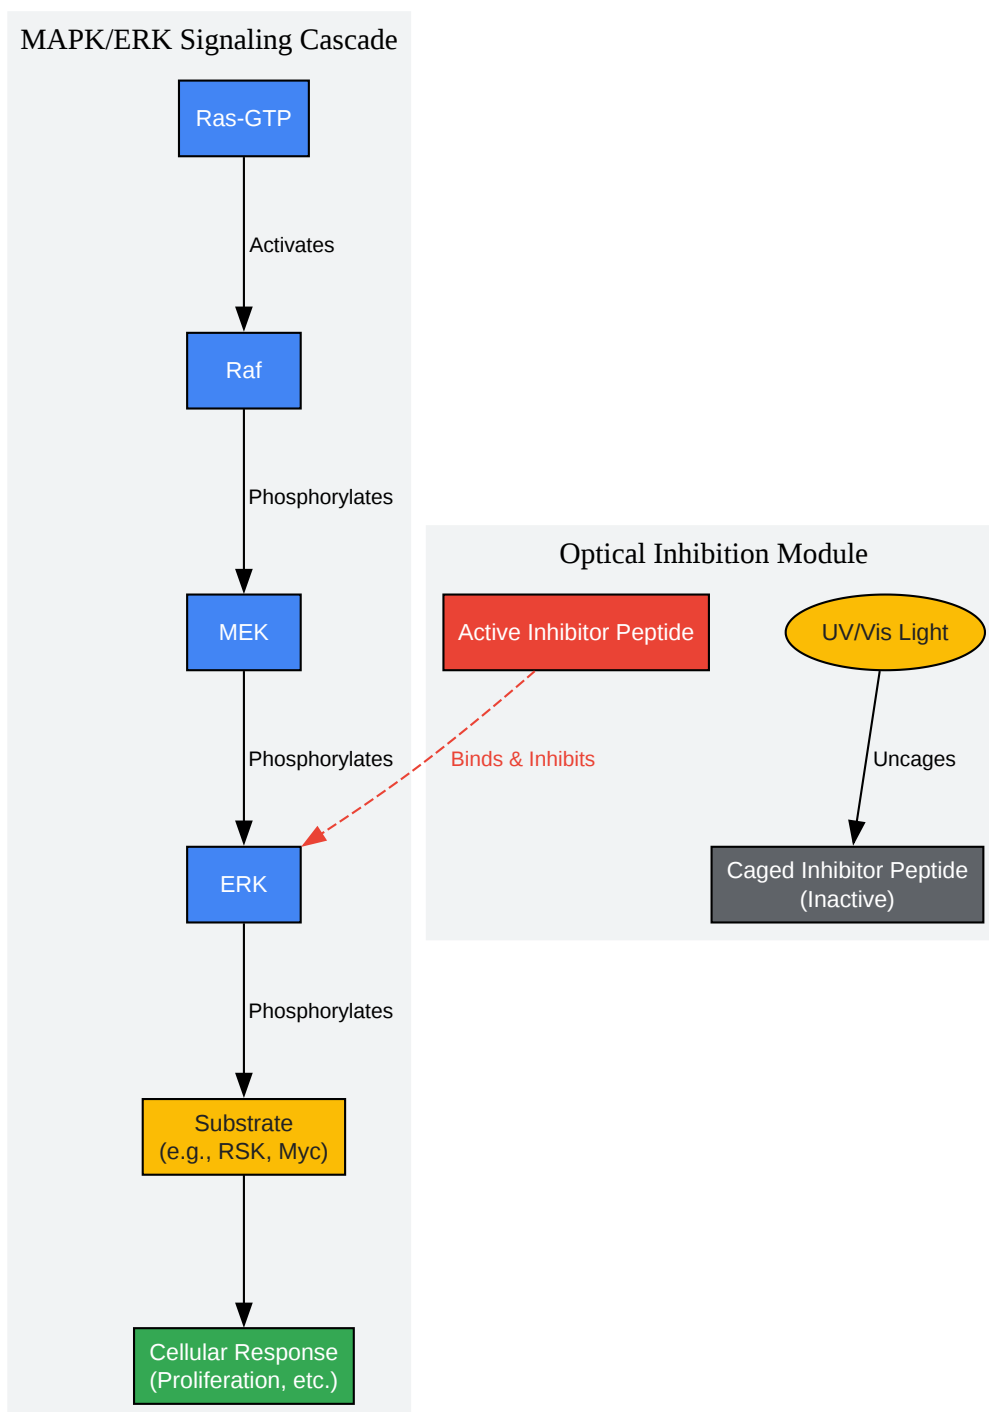 MAPK/ERK Signaling Cascade
Ras-GTP
Activates
Raf
Phosphorylates
MEK
Phosphorylates
ERK
Phosphorylates
Substrate
(e.g., RSK, Myc)
Cellular Response
(Proliferation, etc.)
Optical Inhibition Module
Active Inhibitor Peptide
Binds & Inhibits
UV/Vis Light
Uncages
Caged Inhibitor Peptide
(Inactive)